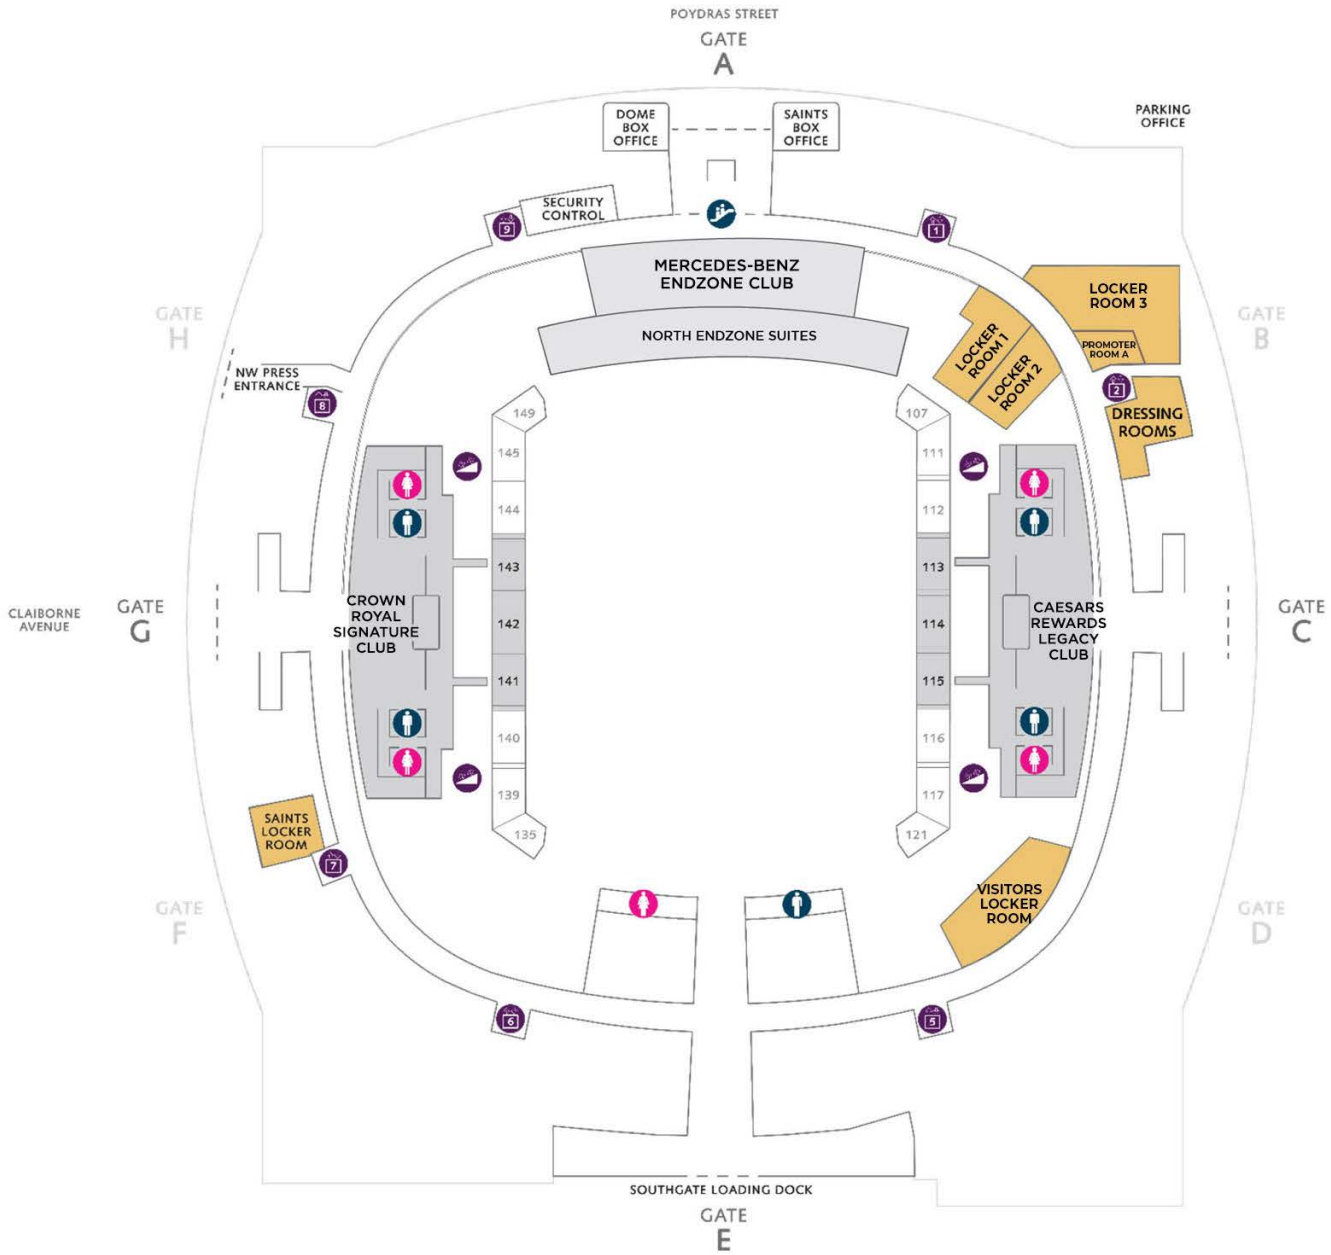 POYDRAS STREET
GATE
A
DOME
BOX
OFFICE
SAINTS
BOX
OFFICE
PARKING
OFFICE
SECURITY
CONTROL
9
1
MERCEDES-BENZ
ENDZONE CLUB
NORTH ENDZONE SUITES
LOCKER
ROOM 3
PROMOTER
ROOM A
LOCKER
ROOM 1
LOCKER
ROOM 2
GATE
H
GATE
B
NW PRESS
ENTRANCE
8
2
DRESSING
ROOMS
149
107
145
111
144
112
143
113
142
114
141
115
140
116
139
117
135
121
CROWN
ROYAL
SIGNATURE
CLUB
CAESARS
REWARDS
LEGACY
CLUB
CLAIBORNE
AVENUE
GATE
G
GATE
C
SAINTS
LOCKER
ROOM
7
VISITORS
LOCKER
ROOM
GATE
F
GATE
D
6
5
SOUTHGATE LOADING DOCK
GATE
E